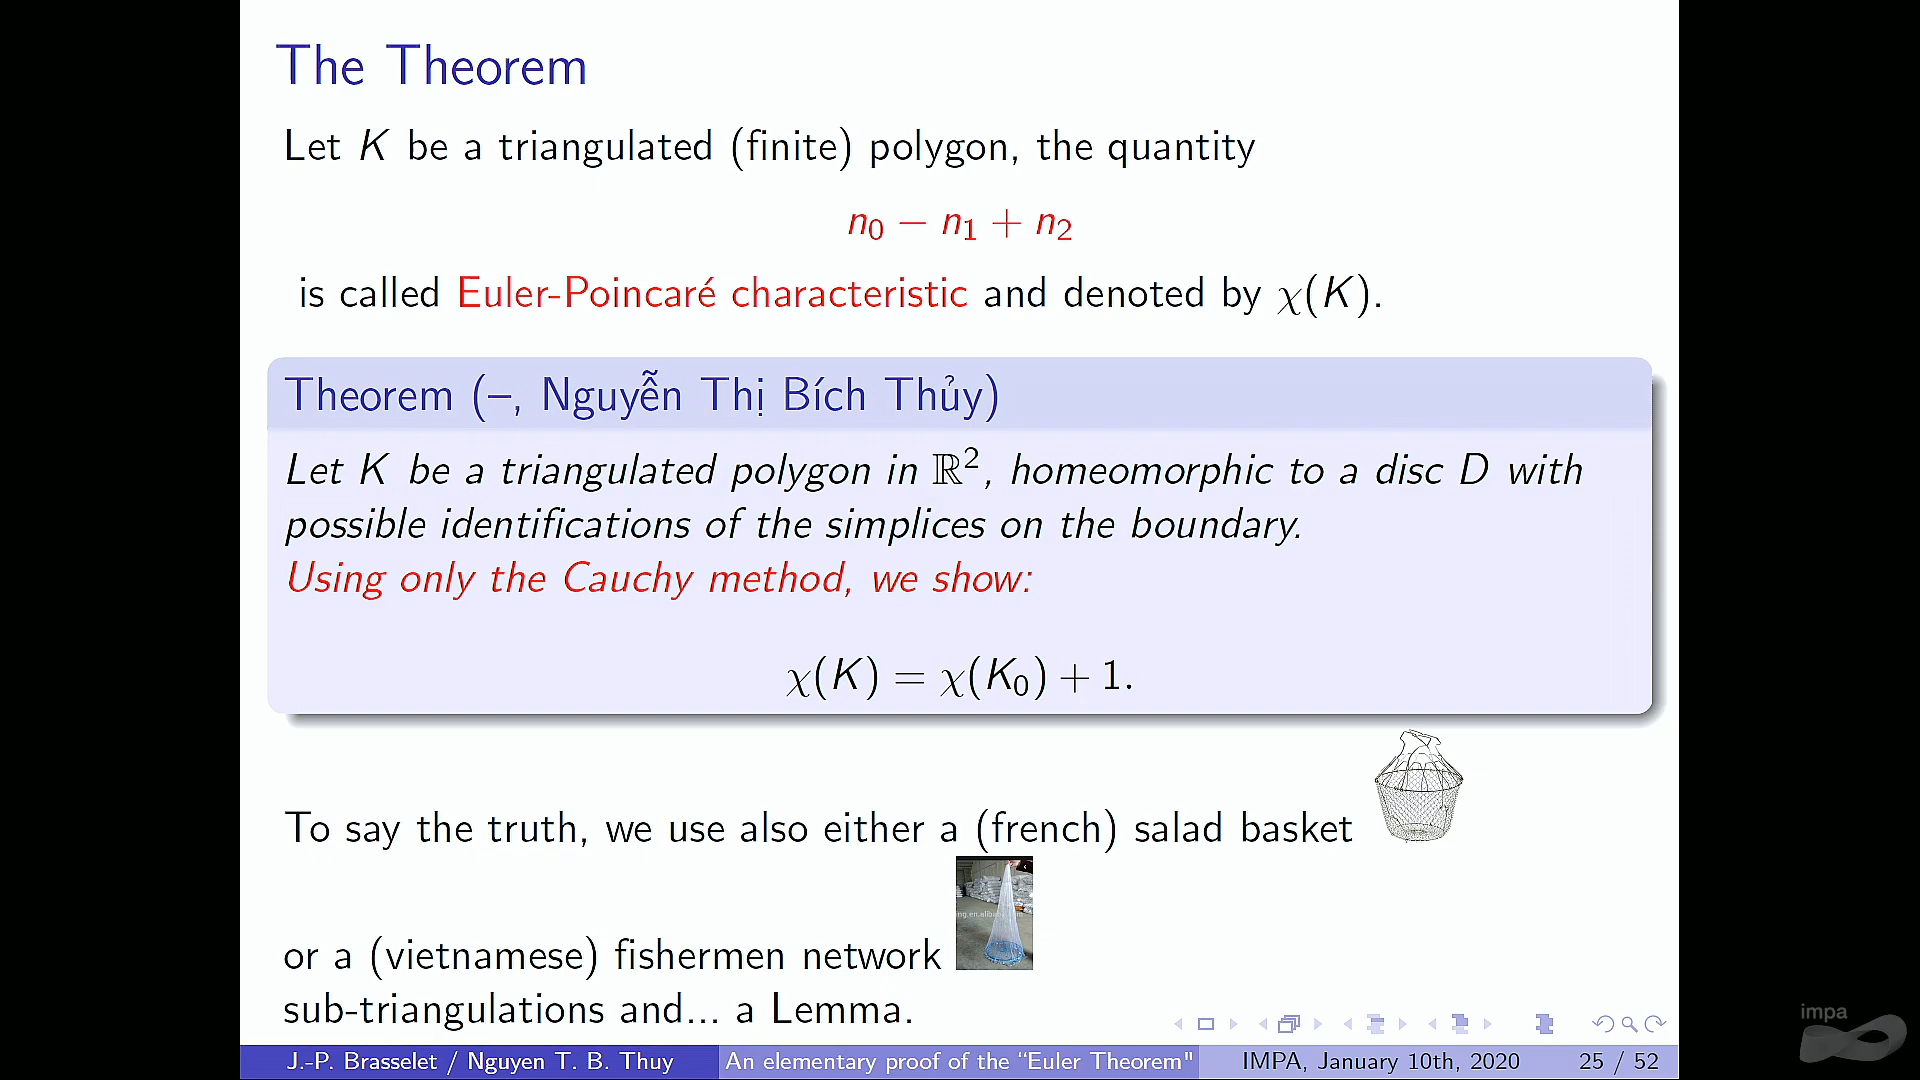 The Theorem
Let K be a triangulated (finite) polygon, the quantity
n₀ − n₁ + n₂
is called Euler-Poincaré characteristic and denoted by χ(K).
Theorem (–, Nguyễn Thị Bích Thủy)
Let K be a triangulated polygon in ℝ², homeomorphic to a disc D with
possible identifications of the simplices on the boundary.
Using only the Cauchy method, we show:
χ(K) = χ(K₀) + 1.
To say the truth, we use also either a (french) salad basket
or a (vietnamese) fishermen network
sub-triangulations and... a Lemma.
J.-P. Brasselet / Nguyen T. B. Thuy An elementary proof of the “Euler Theorem" IMPA, January 10th, 2020 25 / 52
impa